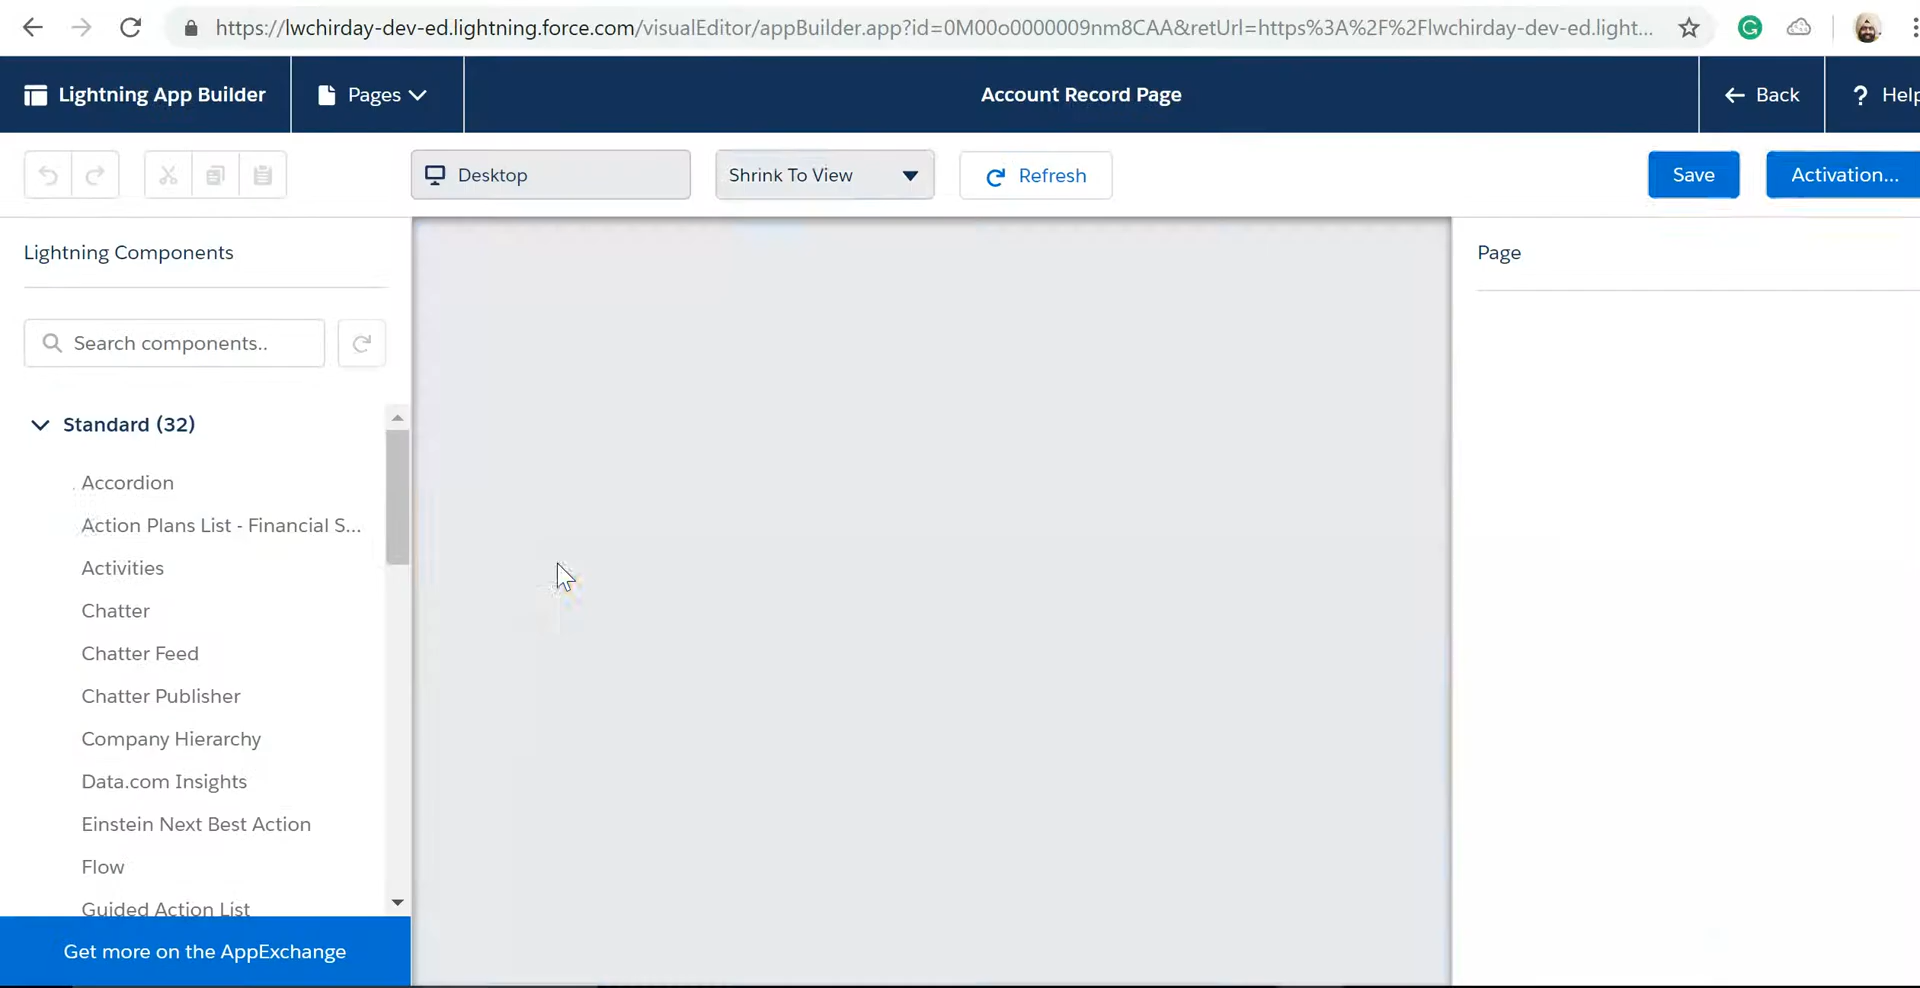 https://lwchirday-dev-ed.lightning.force.com/visualEditor/appBuilder.app?id=0M00o0000009nm8CAA&retUrl=https%3A%2F%2Flwchirday-dev-ed.light...
Lightning App Builder
Pages
Account Record Page
Back
? Help
Desktop
Shrink To View
Refresh
Save
Activation...
Lightning Components
Page
Search components..
Standard (32)
Accordion
Action Plans List - Financial S...
Activities
Chatter
Chatter Feed
Chatter Publisher
Company Hierarchy
Data.com Insights
Einstein Next Best Action
Flow
Guided Action List
Get more on the AppExchange